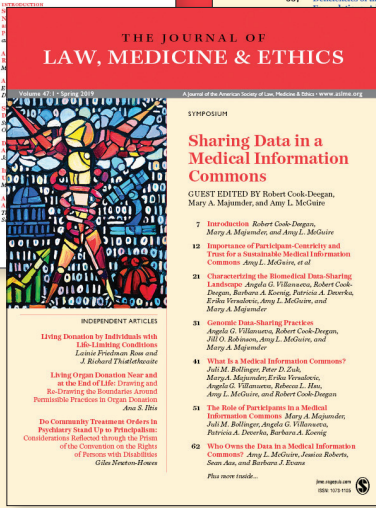 INTRODUCTION
THE JOURNAL OF
LAW, MEDICINE & ETHICS
Volume 47:1 • Spring 2019
A Journal of the American Society of Law, Medicine & Ethics • www.aslme.org
SYMPOSIUM
Sharing Data in a
Medical Information
Commons
GUEST EDITED BY Robert Cook-Deegan,
Mary A. Majumder, and Amy L. McGuire
7 Introduction Robert Cook-Deegan,
Mary A. Majumder, and Amy L. McGuire
12 Importance of Participant-Centricity and
Trust for a Sustainable Medical Information
Commons Amy L. McGuire, et al
21 Characterizing the Biomedical Data-Sharing
Landscape Angela G. Villanueva, Robert Cook-
Deegan, Barbara A. Koenig, Patricia A. Deverka,
Erika Versalovic, Amy L. McGuire, and
Mary A. Majumder
31 Genomic Data-Sharing Practices
Angela G. Villanueva, Robert Cook-Deegan,
Jill O. Robinson, Amy L. McGuire, and
Mary A. Majumder
41 What Is a Medical Information Commons?
Juli M. Bollinger, Peter D. Zuk,
Mary A. Majumder, Erika Versalovic,
Angela G. Villanueva, Rebecca L. Hsu,
Amy L. McGuire, and Robert Cook-Deegan
51 The Role of Participants in a Medical
Information Commons Mary A. Majumder,
Juli M. Bollinger, Angela G. Villanueva,
Patricia A. Deverka, and Barbara A. Koenig
62 Who Owns the Data in a Medical Information
Commons? Amy L. McGuire, Jessica Roberts,
Sean Aas, and Barbara J. Evans
Plus more inside...
INDEPENDENT ARTICLES
Living Donation by Individuals with
Life-Limiting Conditions
Lainie Friedman Ross and
J. Richard Thistlethwaite
Living Organ Donation Near and
at the End of Life: Drawing and
Re-Drawing the Boundaries Around
Permissible Practices in Organ Donation
Ana S. Iltis
Do Community Treatment Orders in
Psychiatry Stand Up to Principalism:
Considerations Reflected through the Prism
of the Convention on the Rights
of Persons with Disabilities
Giles Newton-Howes
jlme.sagepub.com
ISSN: 1073-1105